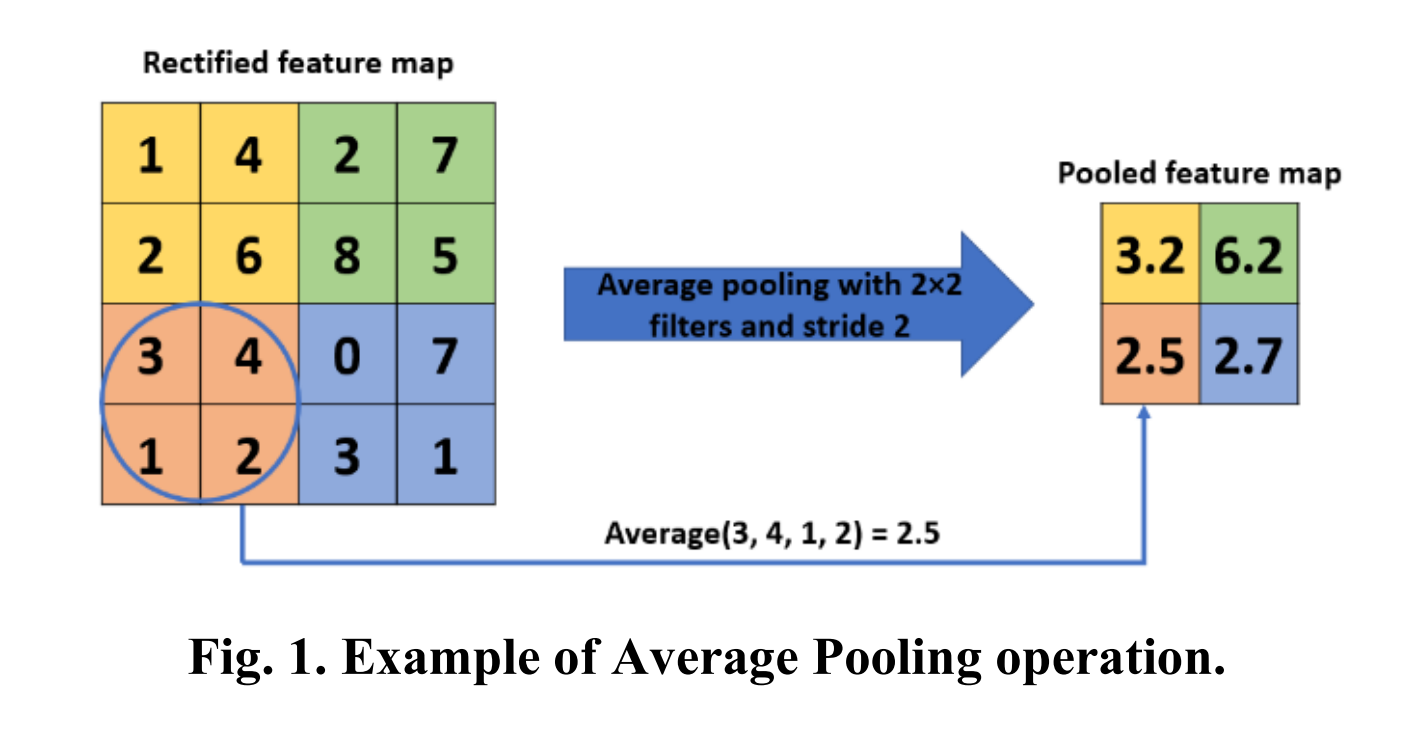 Rectified feature map
1 4 2 7
2 6 8 5
3 4 0 7
1 2 3 1
Average pooling with 2×2
filters and stride 2
Pooled feature map
3.2 6.2
2.5 2.7
Average(3, 4, 1, 2) = 2.5
Fig. 1. Example of Average Pooling operation.